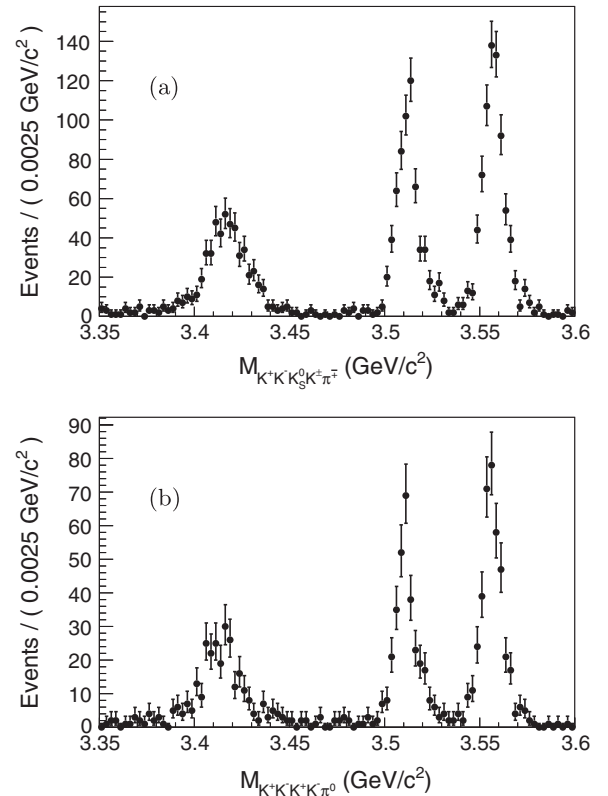 Events / ( 0.0025 GeV/c²)
140
120
100
80
60
40
20
0
(a)
3.35 3.4 3.45 3.5 3.55 3.6
M_{K⁺K⁻K⁰_S K^±π^∓} (GeV/c²)
Events / ( 0.0025 GeV/c²)
90
80
70
60
50
40
30
20
10
0
(b)
3.35 3.4 3.45 3.5 3.55 3.6
M_{K⁺K⁻K⁺K⁻π⁰} (GeV/c²)